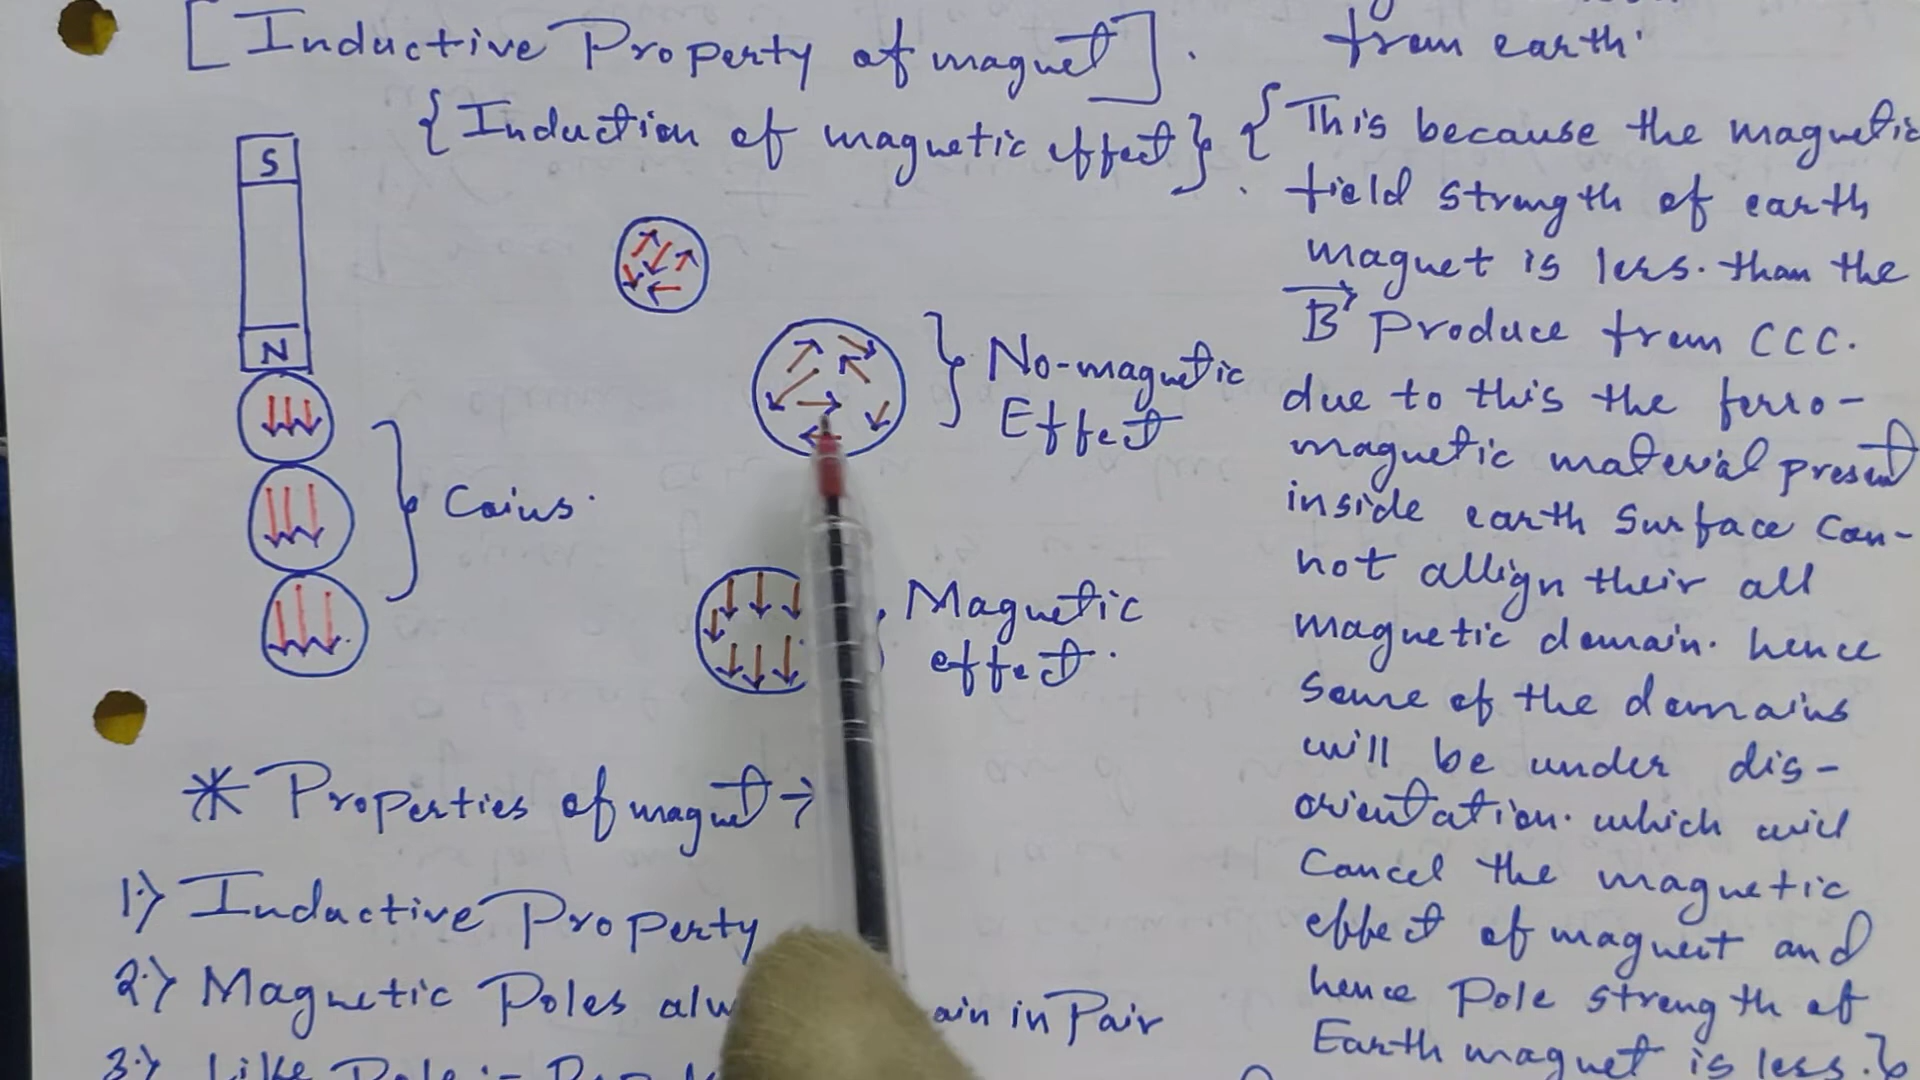 [Inductive Property of magnet].
{Induction of magnetic effect}.
S
N
Coins.
No-magnetic
Effect
Magnetic
effect.
* Properties of magnet →
1.) Inductive Property
2.) Magnetic Poles in Pair
3.) Like Pole :-
from earth.
{This because the magnetic
field strength of earth
magnet is less. than the
B Produce from CCC.
due to this the ferro-
magnetic material present
inside earth surface can-
not allign their all
magnetic domain. hence
some of the domains
will be under dis-
orientation. which will
Cancel the magnetic
effect of magnet and
hence Pole strength of
Earth magnet is less.}